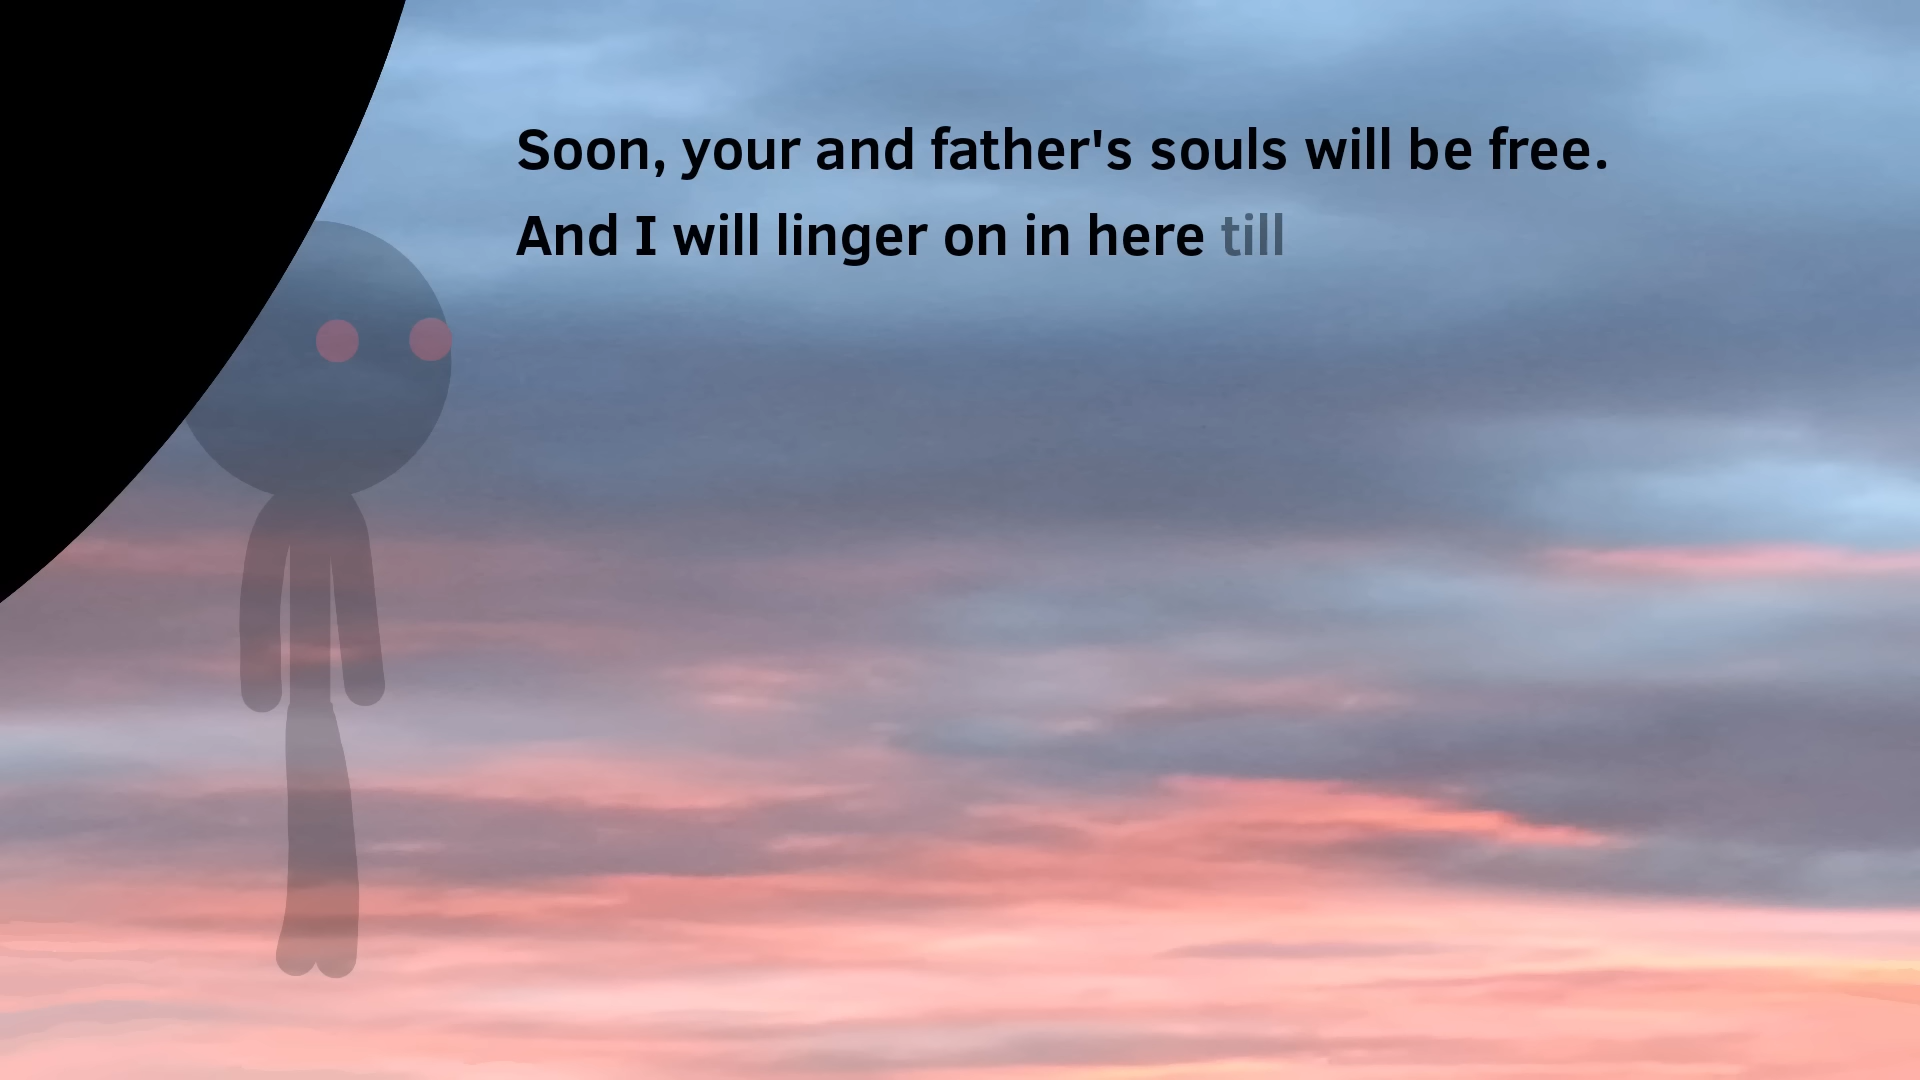 Soon, your and father's souls will be free.
And I will linger on in here till